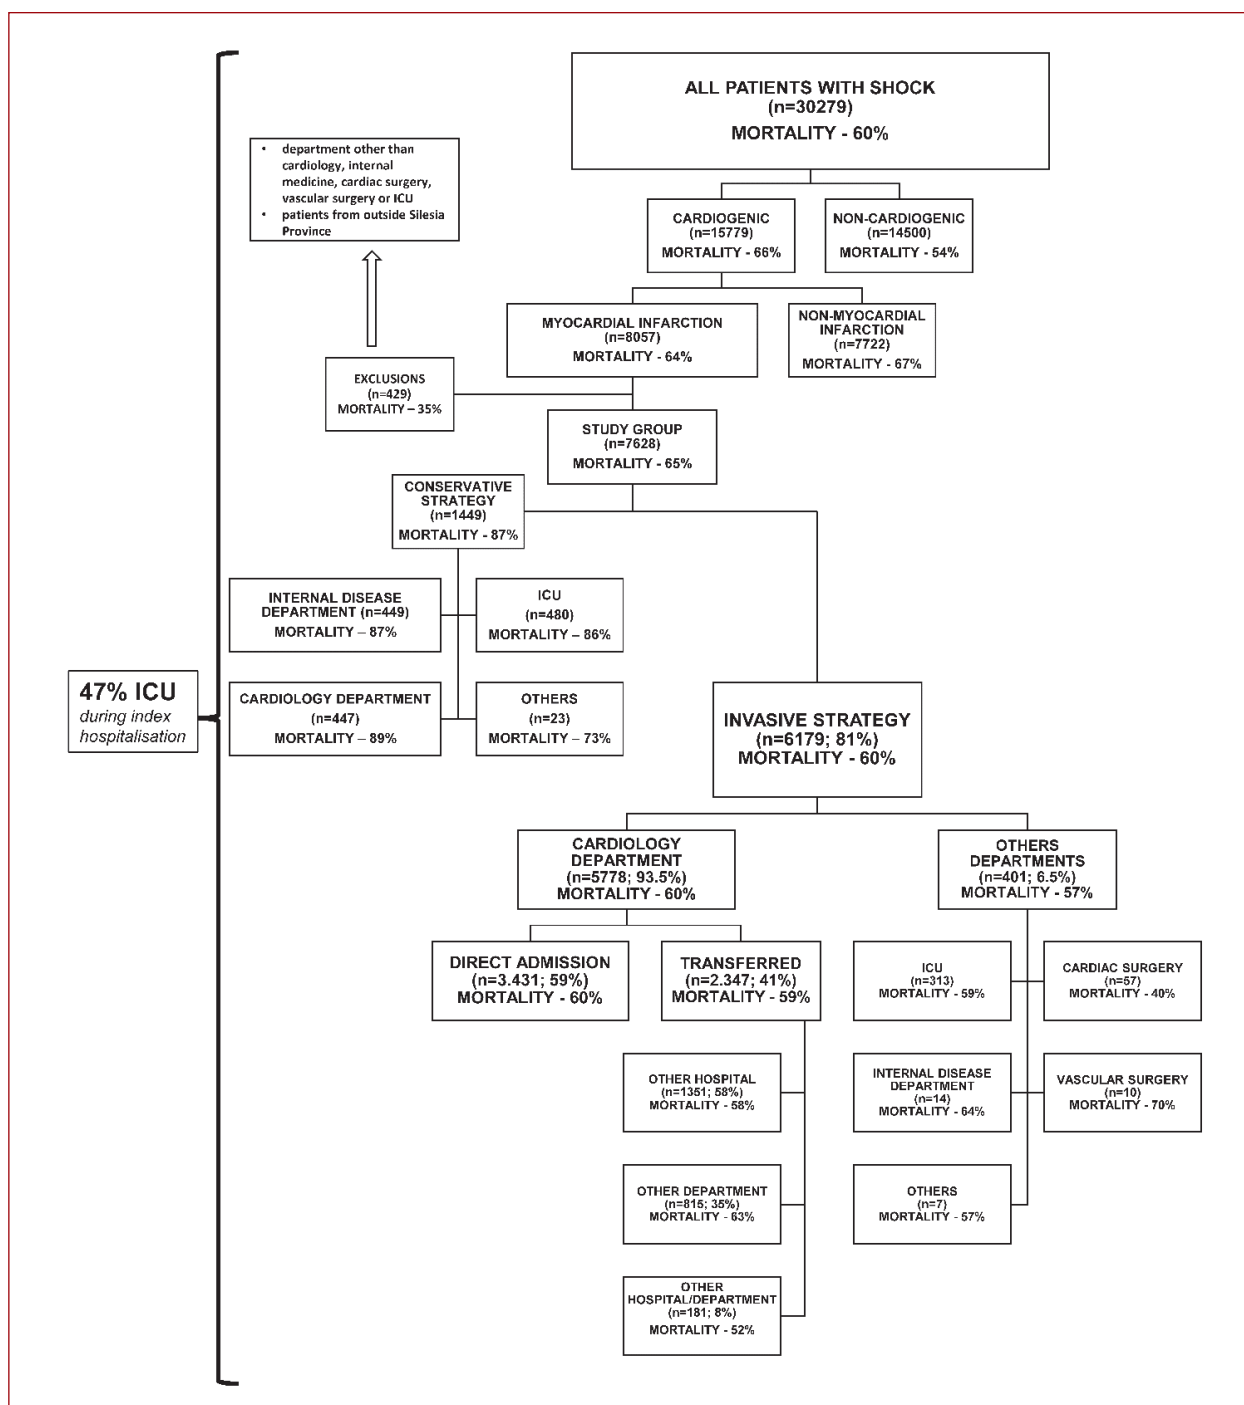 ALL PATIENTS WITH SHOCK
(n=30279)
MORTALITY - 60%
• department other than
cardiology, internal
medicine, cardiac surgery,
vascular surgery or ICU
• patients from outside Silesia
Province
CARDIOGENIC
(n=15779)
MORTALITY - 66%
NON-CARDIOGENIC
(n=14500)
MORTALITY - 54%
MYOCARDIAL INFARCTION
(n=8057)
MORTALITY - 64%
NON-MYOCARDIAL
INFARCTION
(n=7722)
MORTALITY - 67%
EXCLUSIONS
(n=429)
MORTALITY – 35%
STUDY GROUP
(n=7628)
MORTALITY - 65%
CONSERVATIVE
STRATEGY
(n=1449)
MORTALITY - 87%
INTERNAL DISEASE
DEPARTMENT (n=449)
MORTALITY – 87%
ICU
(n=480)
MORTALITY – 86%
CARDIOLOGY DEPARTMENT
(n=447)
MORTALITY – 89%
OTHERS
(n=23)
MORTALITY – 73%
47% ICU
during index
hospitalisation
INVASIVE STRATEGY
(n=6179; 81%)
MORTALITY - 60%
CARDIOLOGY
DEPARTMENT
(n=5778; 93.5%)
MORTALITY - 60%
OTHERS
DEPARTMENTS
(n=401; 6.5%)
MORTALITY - 57%
DIRECT ADMISSION
(n=3.431; 59%)
MORTALITY - 60%
TRANSFERRED
(n=2.347; 41%)
MORTALITY - 59%
ICU
(n=313)
MORTALITY - 59%
CARDIAC SURGERY
(n=57)
MORTALITY - 40%
OTHER HOSPITAL
(n=1351; 58%)
MORTALITY - 58%
INTERNAL DISEASE
DEPARTMENT
(n=14)
MORTALITY - 64%
VASCULAR SURGERY
(n=10)
MORTALITY - 70%
OTHER DEPARTMENT
(n=815; 35%)
MORTALITY - 63%
OTHERS
(n=7)
MORTALITY - 57%
OTHER
HOSPITAL/DEPARTMENT
(n=181; 8%)
MORTALITY - 52%